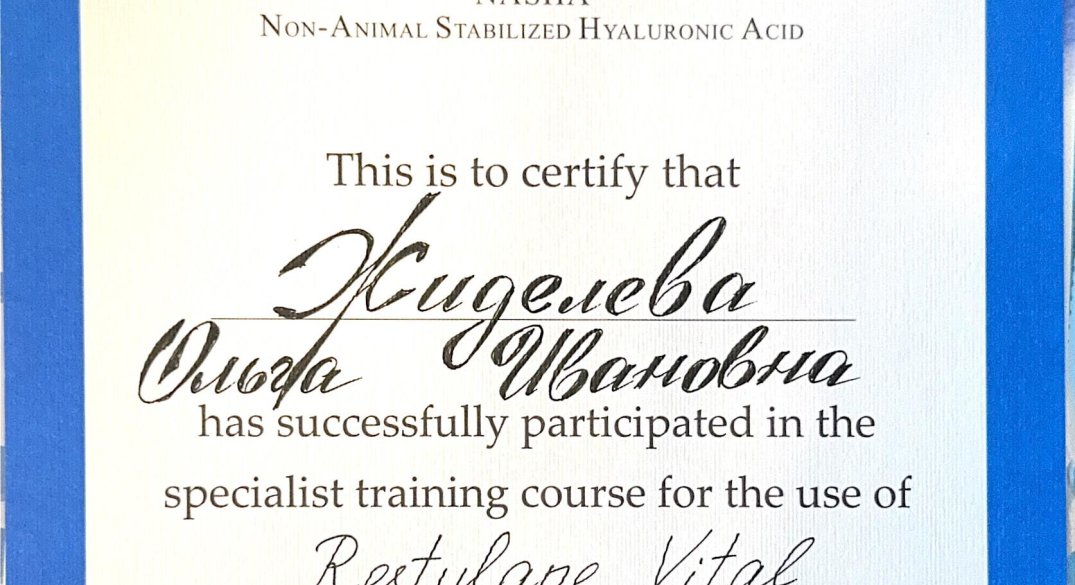 NASHA
Non-Animal Stabilized Hyaluronic Acid
This is to certify that
Жиделева
Ольга Ивановна
has successfully participated in the
specialist training course for the use of
Restylane Vital